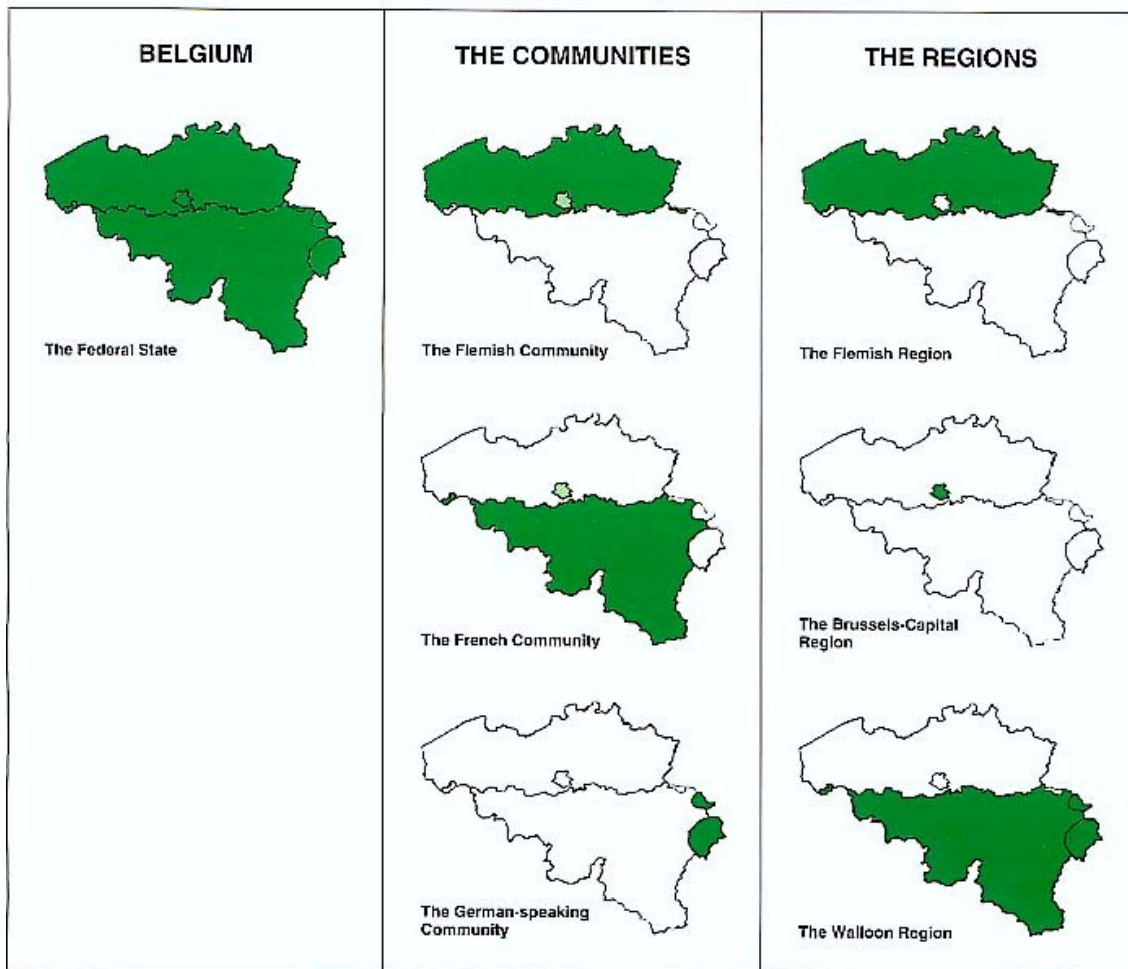 BELGIUM
The Federal State
THE COMMUNITIES
The Flemish Community
The French Community
The German-speaking
Community
THE REGIONS
The Flemish Region
The Brussels-Capital
Region
The Walloon Region